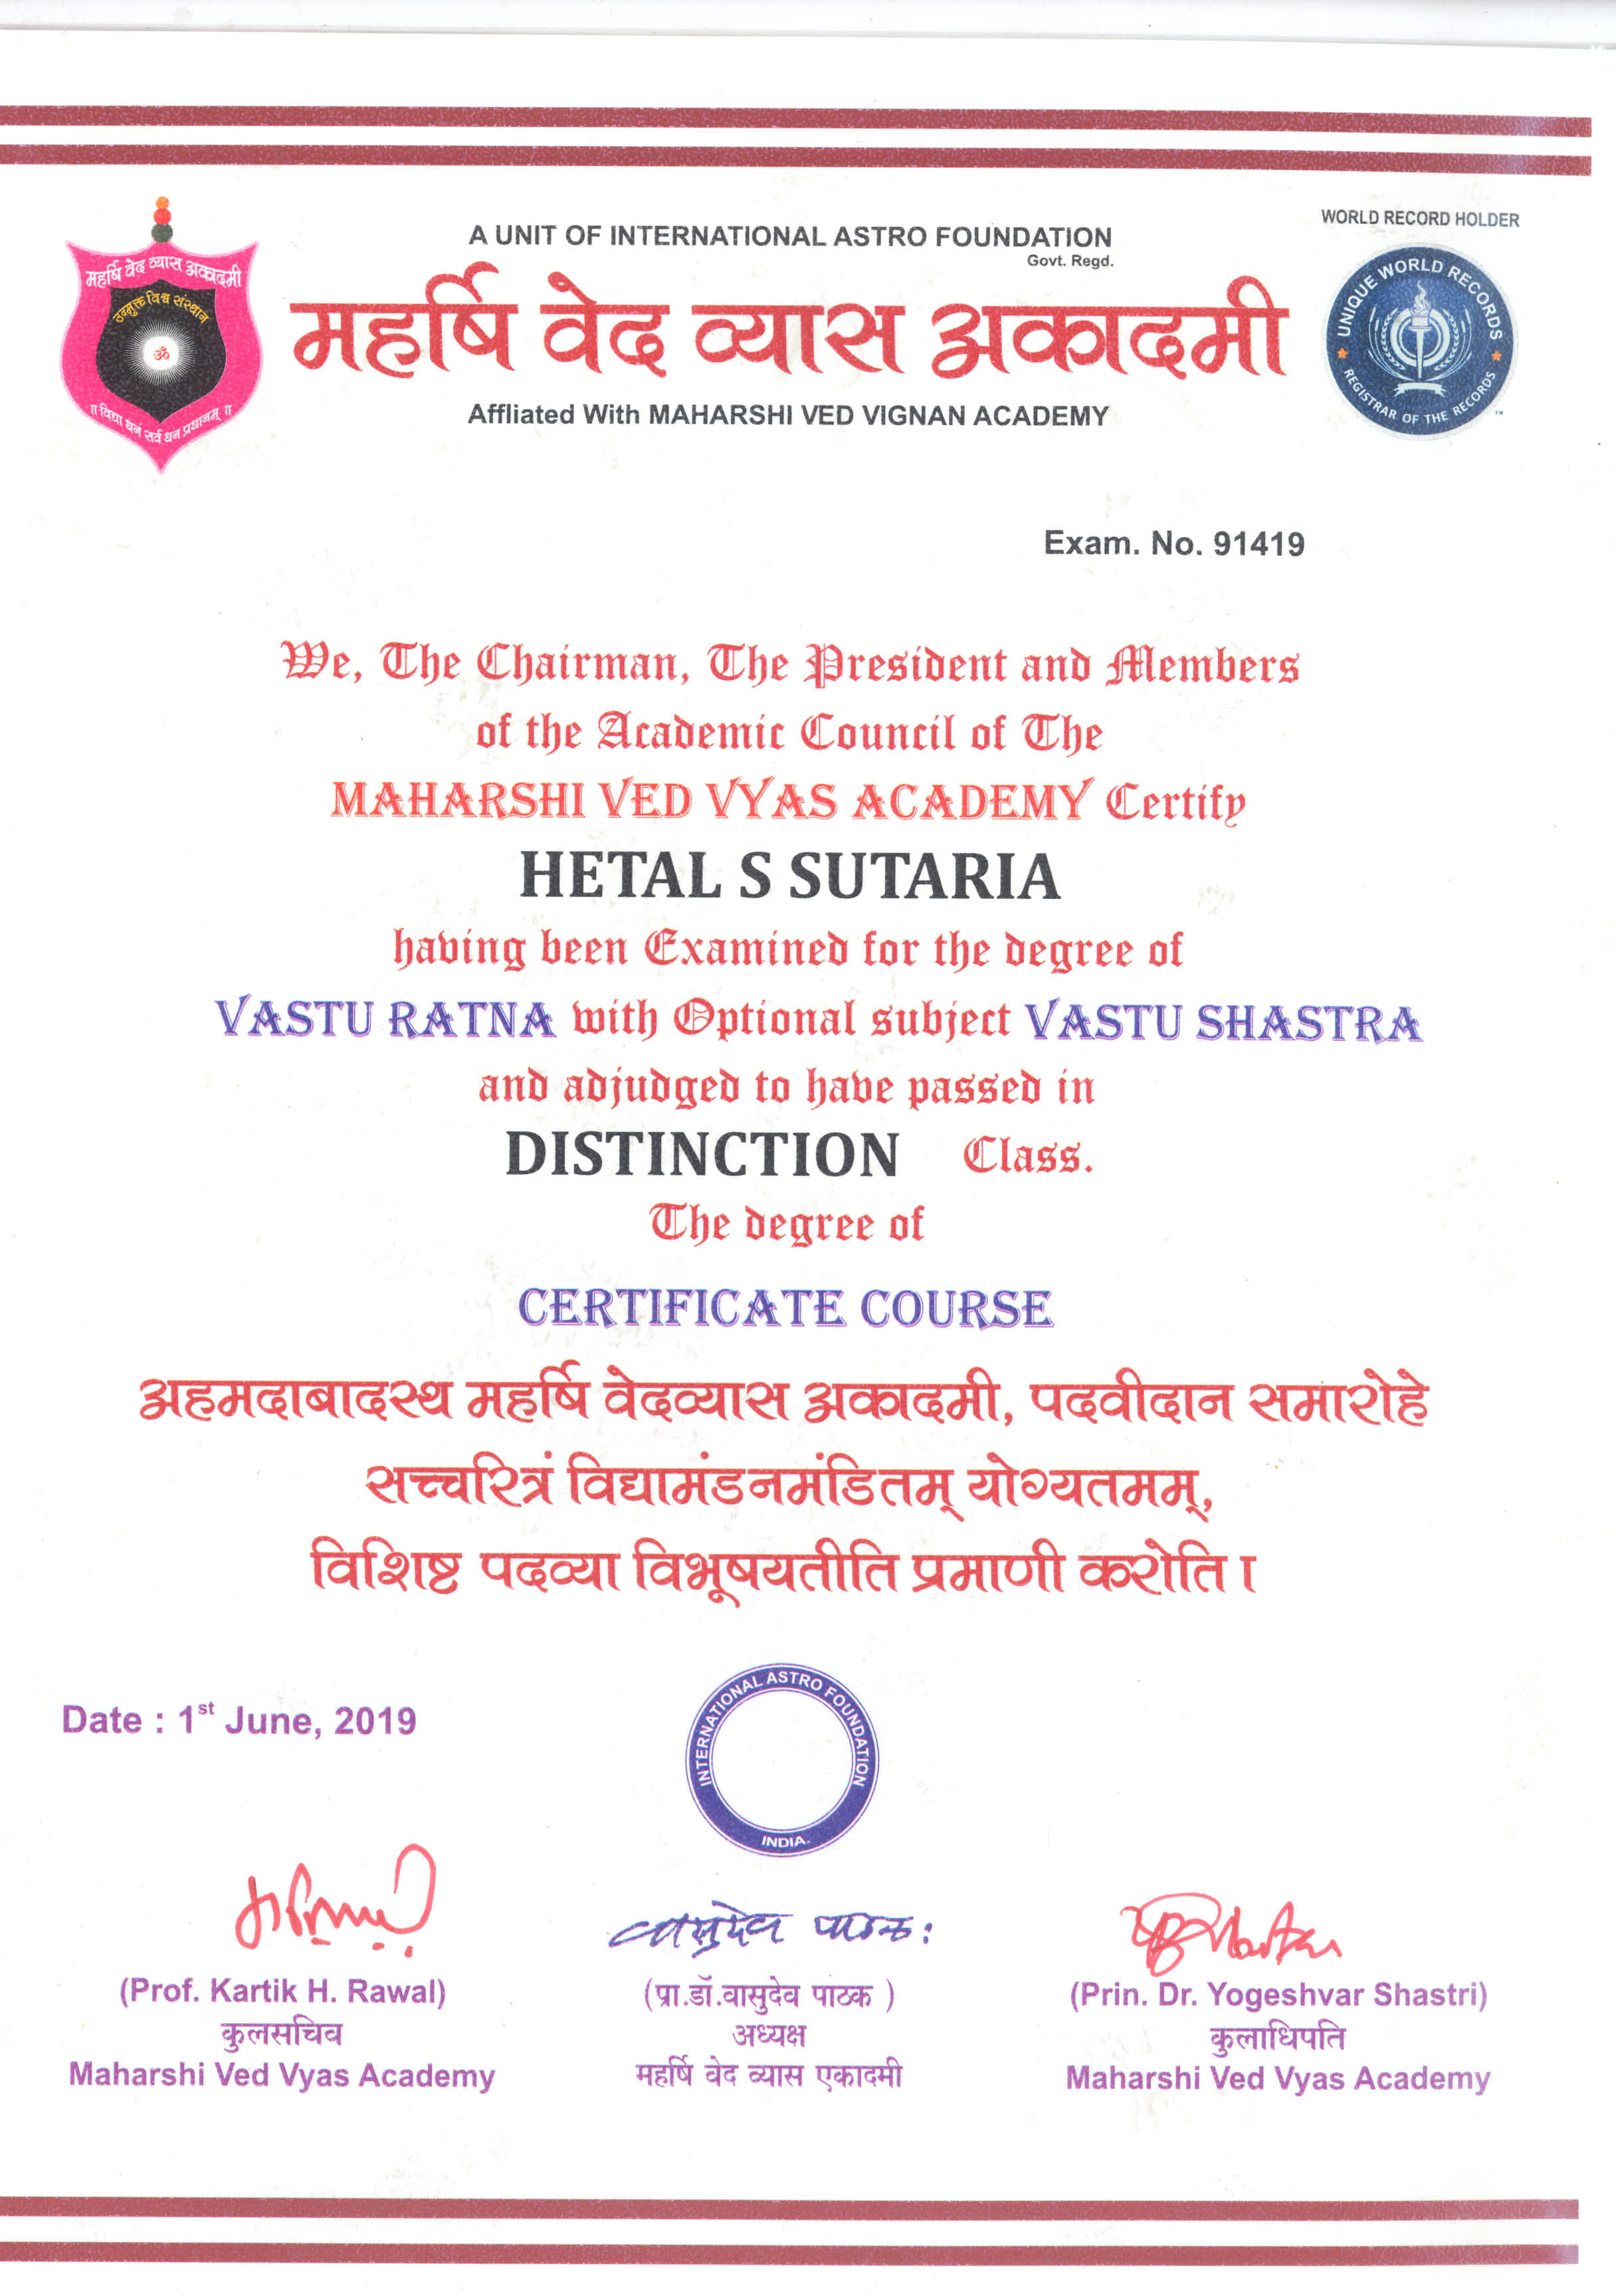 A UNIT OF INTERNATIONAL ASTRO FOUNDATION
Govt. Regd.
महर्षि वेद व्यास अकादमी
Affliated With MAHARSHI VED VIGNAN ACADEMY
महर्षि वेद व्यास अकादमी
उन्मुक्त विश्व संस्थान
ॐ
॥ विद्या धनं सर्व धन प्रधानम् ॥
WORLD RECORD HOLDER
UNIQUE WORLD RECORDS
REGISTRAR OF THE RECORDS
TM
Exam. No. 91419
We, The Chairman, The President and Members
of the Academic Council of The
MAHARSHI VED VYAS ACADEMY Certify
HETAL S SUTARIA
having been Examined for the degree of
VASTU RATNA with Optional subject VASTU SHASTRA
and adjudged to have passed in
DISTINCTION Class.
The degree of
CERTIFICATE COURSE
अहमदाबादस्थ महर्षि वेदव्यास अकादमी, पदवीदान समारोहे
सच्चरित्रं विद्यामंडनमंडितम् योग्यतमम्,
विशिष्ट पदव्या विभूषयतीति प्रमाणी करोति ।
Date : 1st June, 2019
INTERNATIONAL ASTRO FOUNDATION
INDIA.
वासुदेव पाठकः
(Prof. Kartik H. Rawal)
कुलसचिव
Maharshi Ved Vyas Academy
(प्रा.डॉ.वासुदेव पाठक )
अध्यक्ष
महर्षि वेद व्यास एकादमी
(Prin. Dr. Yogeshvar Shastri)
कुलाधिपति
Maharshi Ved Vyas Academy